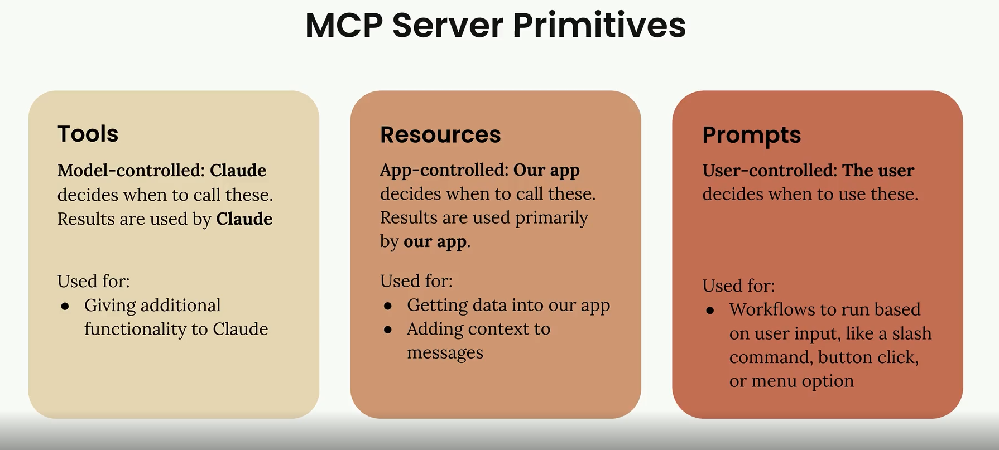 MCP Server Primitives
Tools
Model-controlled: Claude
decides when to call these.
Results are used by Claude
Used for:
● Giving additional
functionality to Claude
Resources
App-controlled: Our app
decides when to call these.
Results are used primarily
by our app.
Used for:
● Getting data into our app
● Adding context to
messages
Prompts
User-controlled: The user
decides when to use these.
Used for:
● Workflows to run based
on user input, like a slash
command, button click,
or menu option